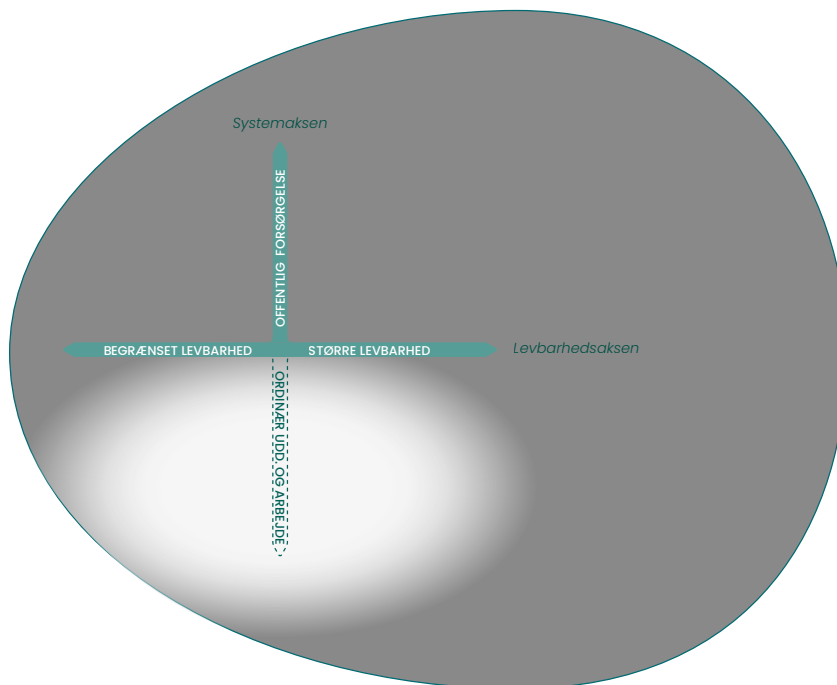 Systemaksen
OFFENTLIG FORSØRGELSE
BEGRÆNSET LEVBARHED
STØRRE LEVBARHED
Levbarhedsaksen
ORDINÆR UDD. OG ARBEJDE